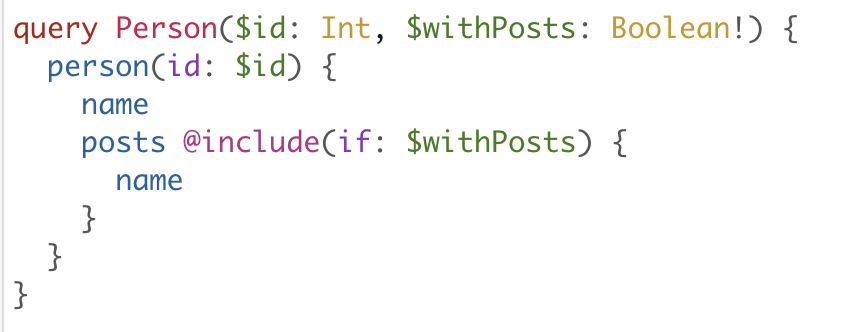 query Person($id: Int, $withPosts: Boolean!) {
  person(id: $id) {
    name
    posts @include(if: $withPosts) {
      name
    }
  }
}